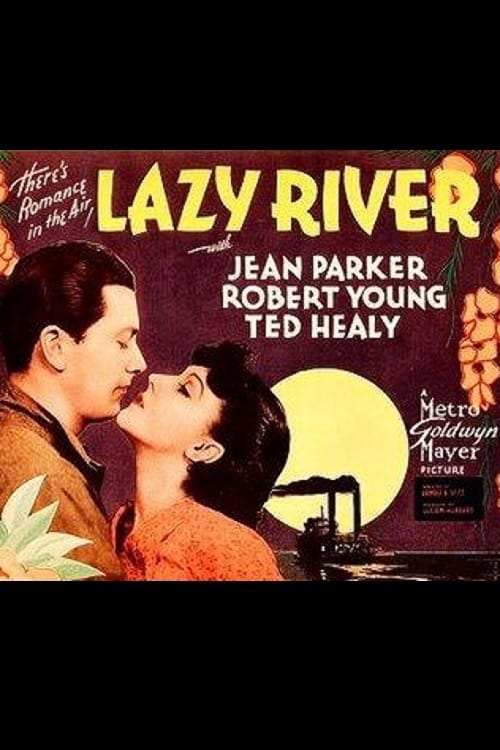 There's
Romance
in the Air!
LAZY RIVER
with
JEAN PARKER
ROBERT YOUNG
TED HEALY
A
Metro
Goldwyn
Mayer
PICTURE